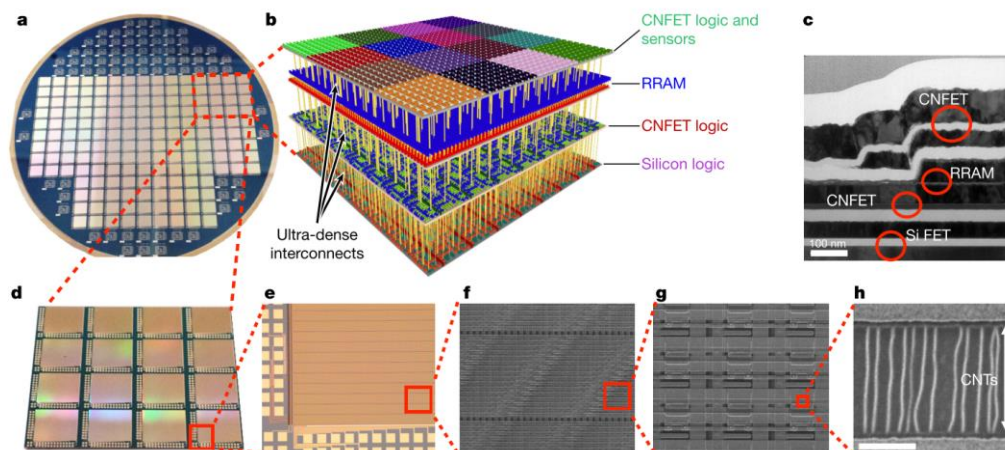 a
b
CNFET logic and
sensors
RRAM
CNFET logic
Silicon logic
Ultra-dense
interconnects
c
CNFET
RRAM
CNFET
Si FET
100 nm
d
e
f
g
h
CNTs